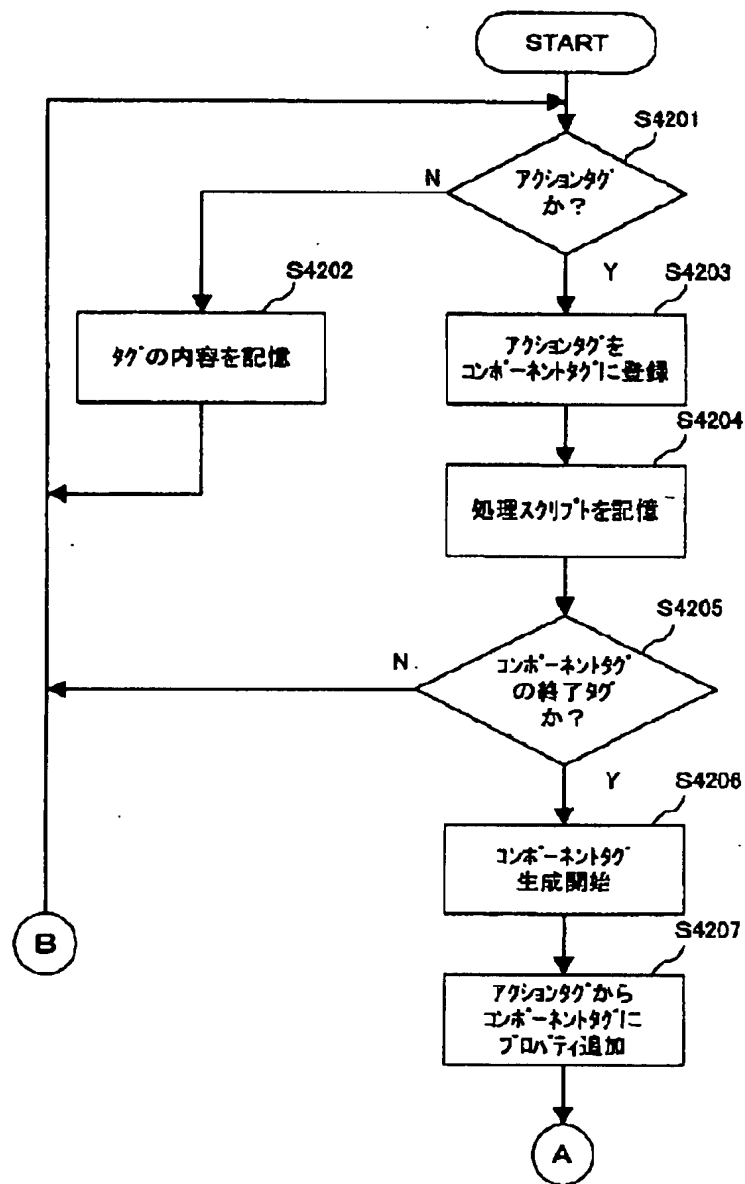 START
S4201
アクションタグ
か?
N
Y
S4202
タグの内容を記憶
S4203
アクションタグを
コンポーネントタグに登録
S4204
処理スクリプトを記憶
S4205
コンポーネントタグ
の終了タグ
か?
N
Y
S4206
コンポーネントタグ
生成開始
S4207
アクションタグから
コンポーネントタグに
プロパティ追加
B
A